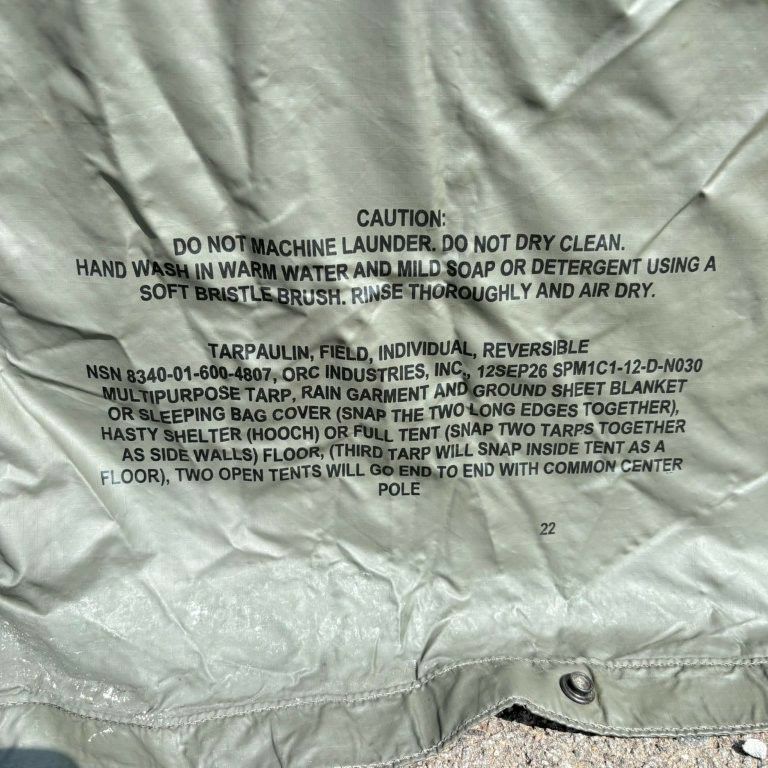 CAUTION:
DO NOT MACHINE LAUNDER. DO NOT DRY CLEAN.
HAND WASH IN WARM WATER AND MILD SOAP OR DETERGENT USING A
SOFT BRISTLE BRUSH. RINSE THOROUGHLY AND AIR DRY.
TARPAULIN, FIELD, INDIVIDUAL, REVERSIBLE
NSN 8340-01-600-4807, ORC INDUSTRIES, INC., 12SEP26 SPM1C1-12-D-N030
MULTIPURPOSE TARP, RAIN GARMENT AND GROUND SHEET BLANKET
OR SLEEPING BAG COVER (SNAP THE TWO LONG EDGES TOGETHER),
HASTY SHELTER (HOOCH) OR FULL TENT (SNAP TWO TARPS TOGETHER
AS SIDE WALLS) FLOOR, (THIRD TARP WILL SNAP INSIDE TENT AS A
FLOOR), TWO OPEN TENTS WILL GO END TO END WITH COMMON CENTER
POLE
22